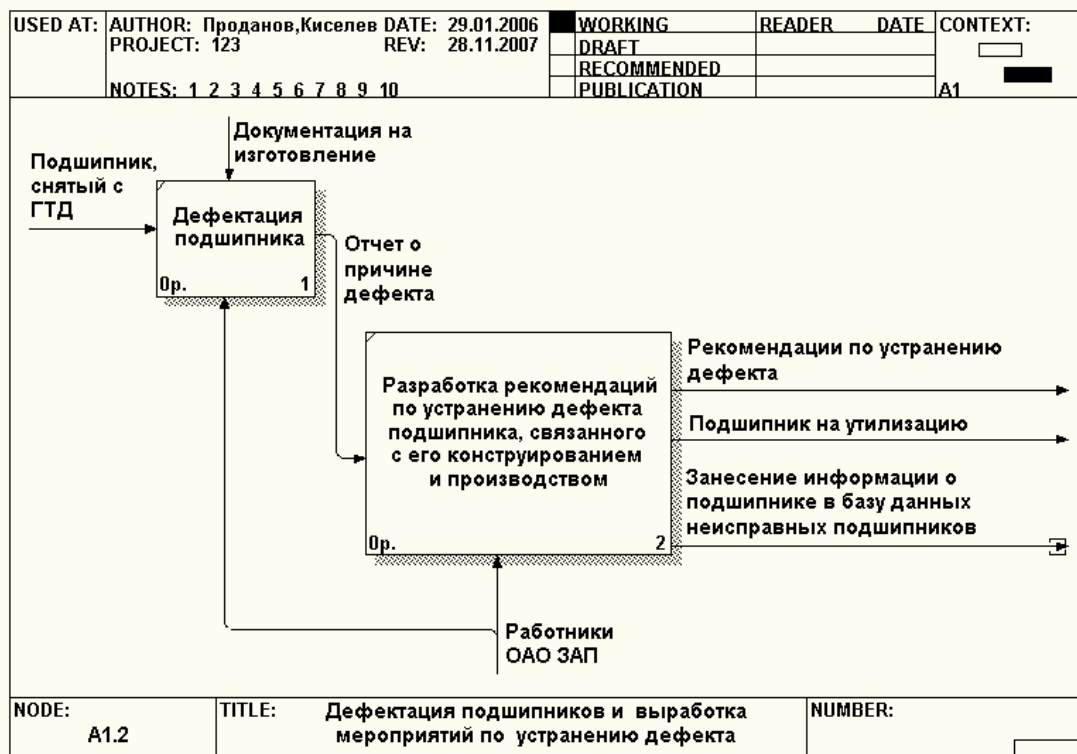 USED AT:
AUTHOR: Проданов,Киселев
DATE: 29.01.2006
PROJECT: 123
REV: 28.11.2007
NOTES: 1 2 3 4 5 6 7 8 9 10
WORKING
DRAFT
RECOMMENDED
PUBLICATION
READER DATE
CONTEXT:
A1
Документация на
изготовление
Подшипник,
снятый с
ГТД
Дефектация
подшипника
0р. 1
Отчет о
причине
дефекта
Разработка рекомендаций
по устранению дефекта
подшипника, связанного
с его конструированием
и производством
0р. 2
Рекомендации по устранению
дефекта
Подшипник на утилизацию
Занесение информации о
подшипнике в базу данных
неисправных подшипников
Работники
ОАО ЗАП
NODE:
A1.2
TITLE:
Дефектация подшипников и выработка
мероприятий по устранению дефекта
NUMBER: